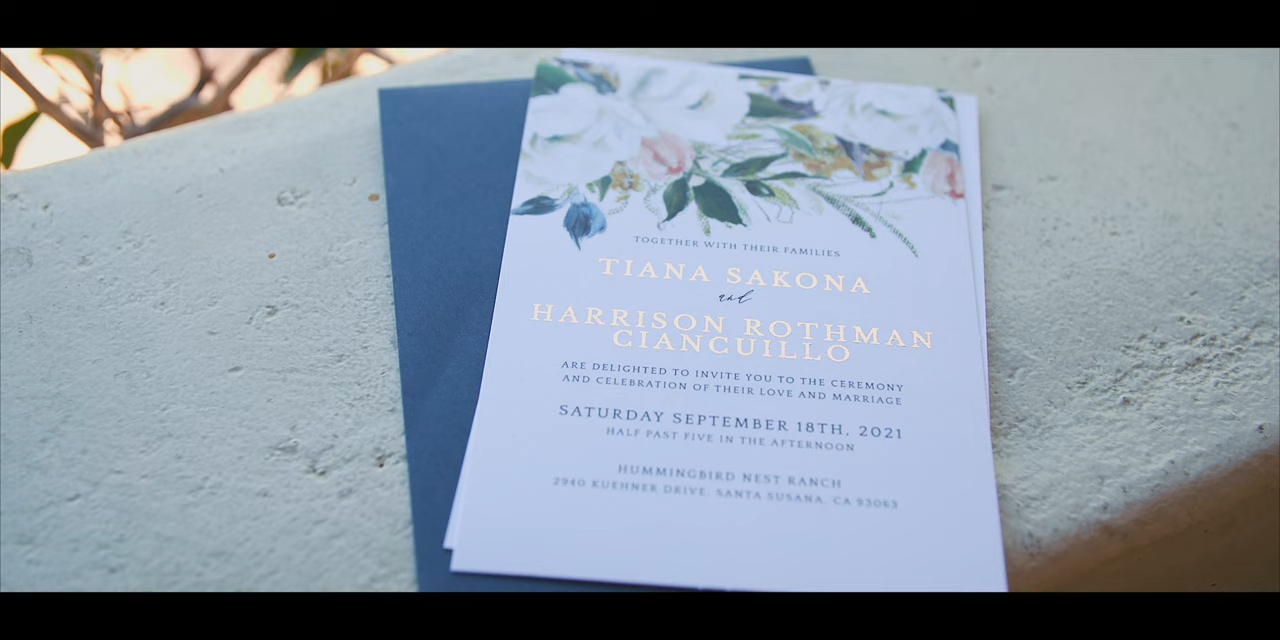 TOGETHER WITH THEIR FAMILIES
TIANA SAKONA
and
HARRISON ROTHMAN
CIANCUILLO
ARE DELIGHTED TO INVITE YOU TO THE CEREMONY
AND CELEBRATION OF THEIR LOVE AND MARRIAGE
SATURDAY SEPTEMBER 18TH, 2021
HALF PAST FIVE IN THE AFTERNOON
HUMMINGBIRD NEST RANCH
2940 KUEHNER DRIVE, SANTA SUSANA, CA 93063